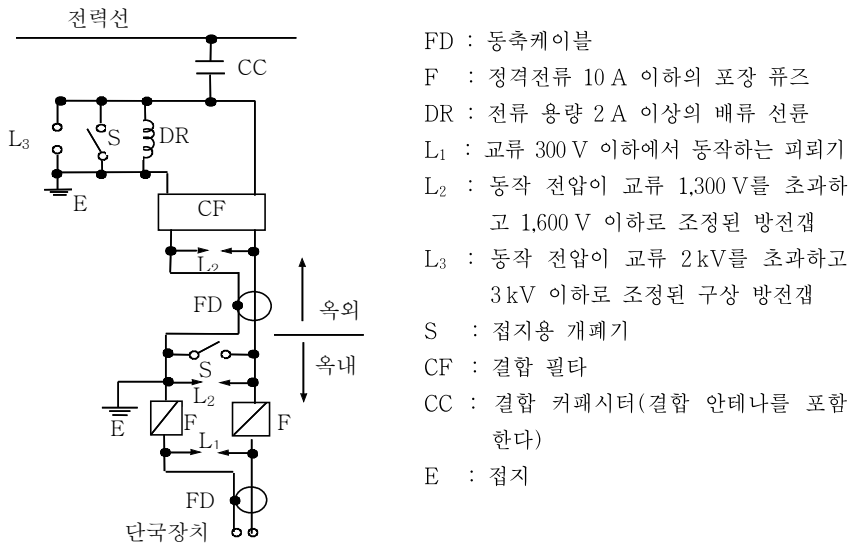 전력선
CC
L₃
S
DR
E
CF
L₂
FD
옥외
옥내
S
L₂
E
F
F
L₁
FD
단국장치
FD : 동축케이블
F : 정격전류 10 A 이하의 포장 퓨즈
DR : 전류 용량 2 A 이상의 배류 선륜
L₁ : 교류 300 V 이하에서 동작하는 피뢰기
L₂ : 동작 전압이 교류 1,300 V를 초과하
고 1,600 V 이하로 조정된 방전갭
L₃ : 동작 전압이 교류 2 kV를 초과하고
3 kV 이하로 조정된 구상 방전갭
S : 접지용 개폐기
CF : 결합 필타
CC : 결합 커패시터(결합 안테나를 포함
한다)
E : 접지